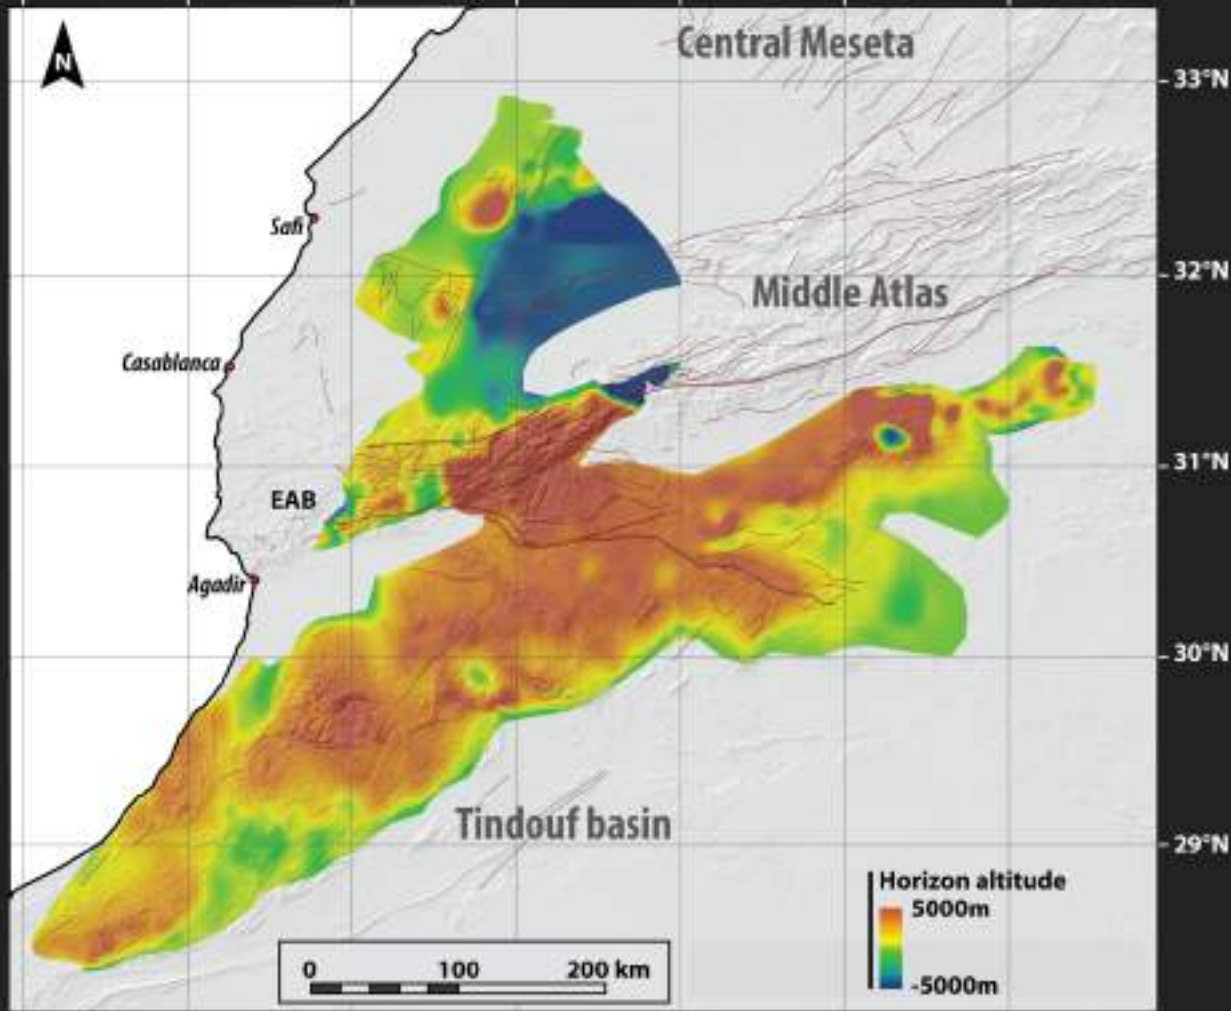 N
Central Meseta
33°N
Safi
32°N
Middle Atlas
Casablanca
31°N
EAB
Agadir
30°N
Tindouf basin
29°N
Horizon altitude
5000m
-5000m
0 100 200 km